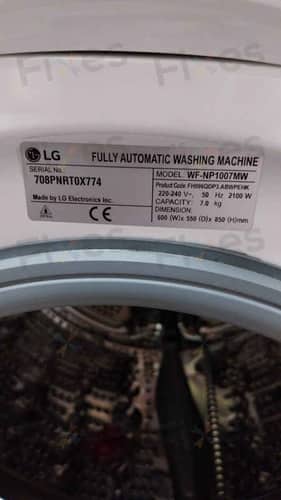 LG FULLY AUTOMATIC WASHING MACHINE
SERIAL No.:
708PNRT0X774
Made by LG Electronics Inc.
CE
MODEL: WF-NP1007MW
220-240 V~, 50 Hz 2100 W
CAPACITY: 7.0 kg
DIMENSION:
600 (W)x 550 (D)x 850 (H)mm